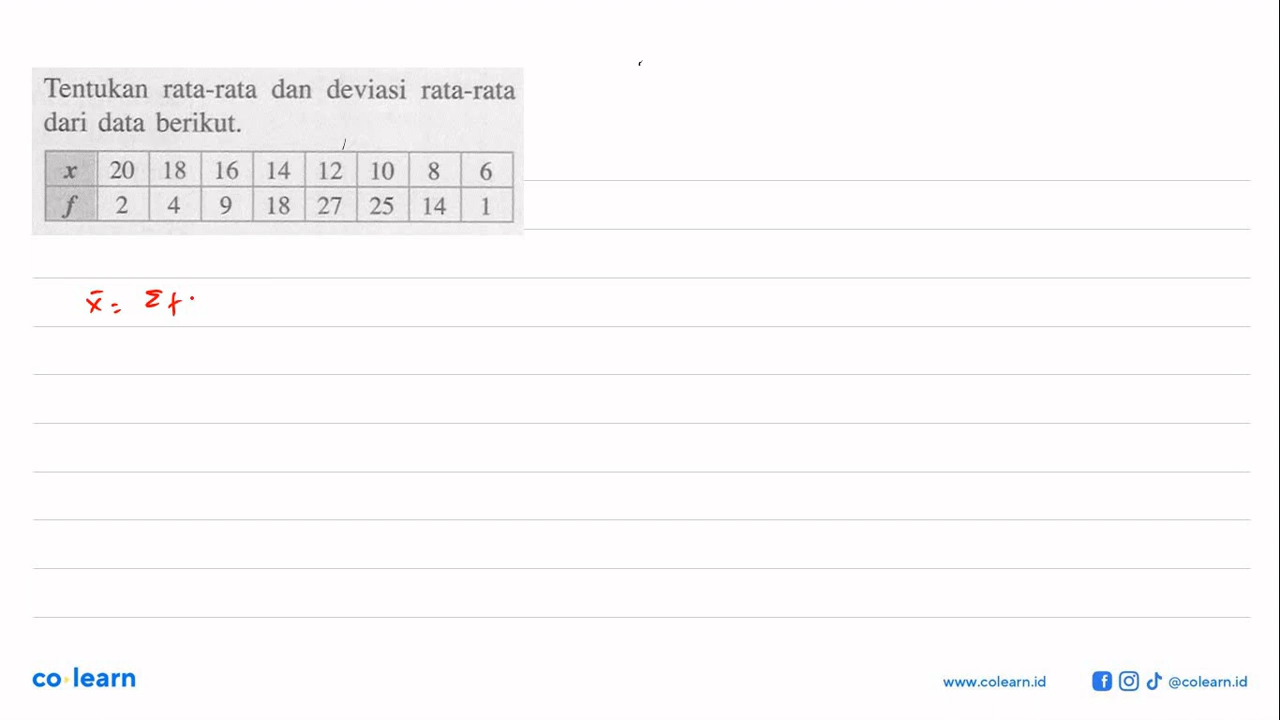 Tentukan rata-rata dan deviasi rata-rata
dari data berikut.
x 20 18 16 14 12 10 8 6
f 2 4 9 18 27 25 14 1
x̄ = Σ f ·
co learn
www.colearn.id @colearn.id